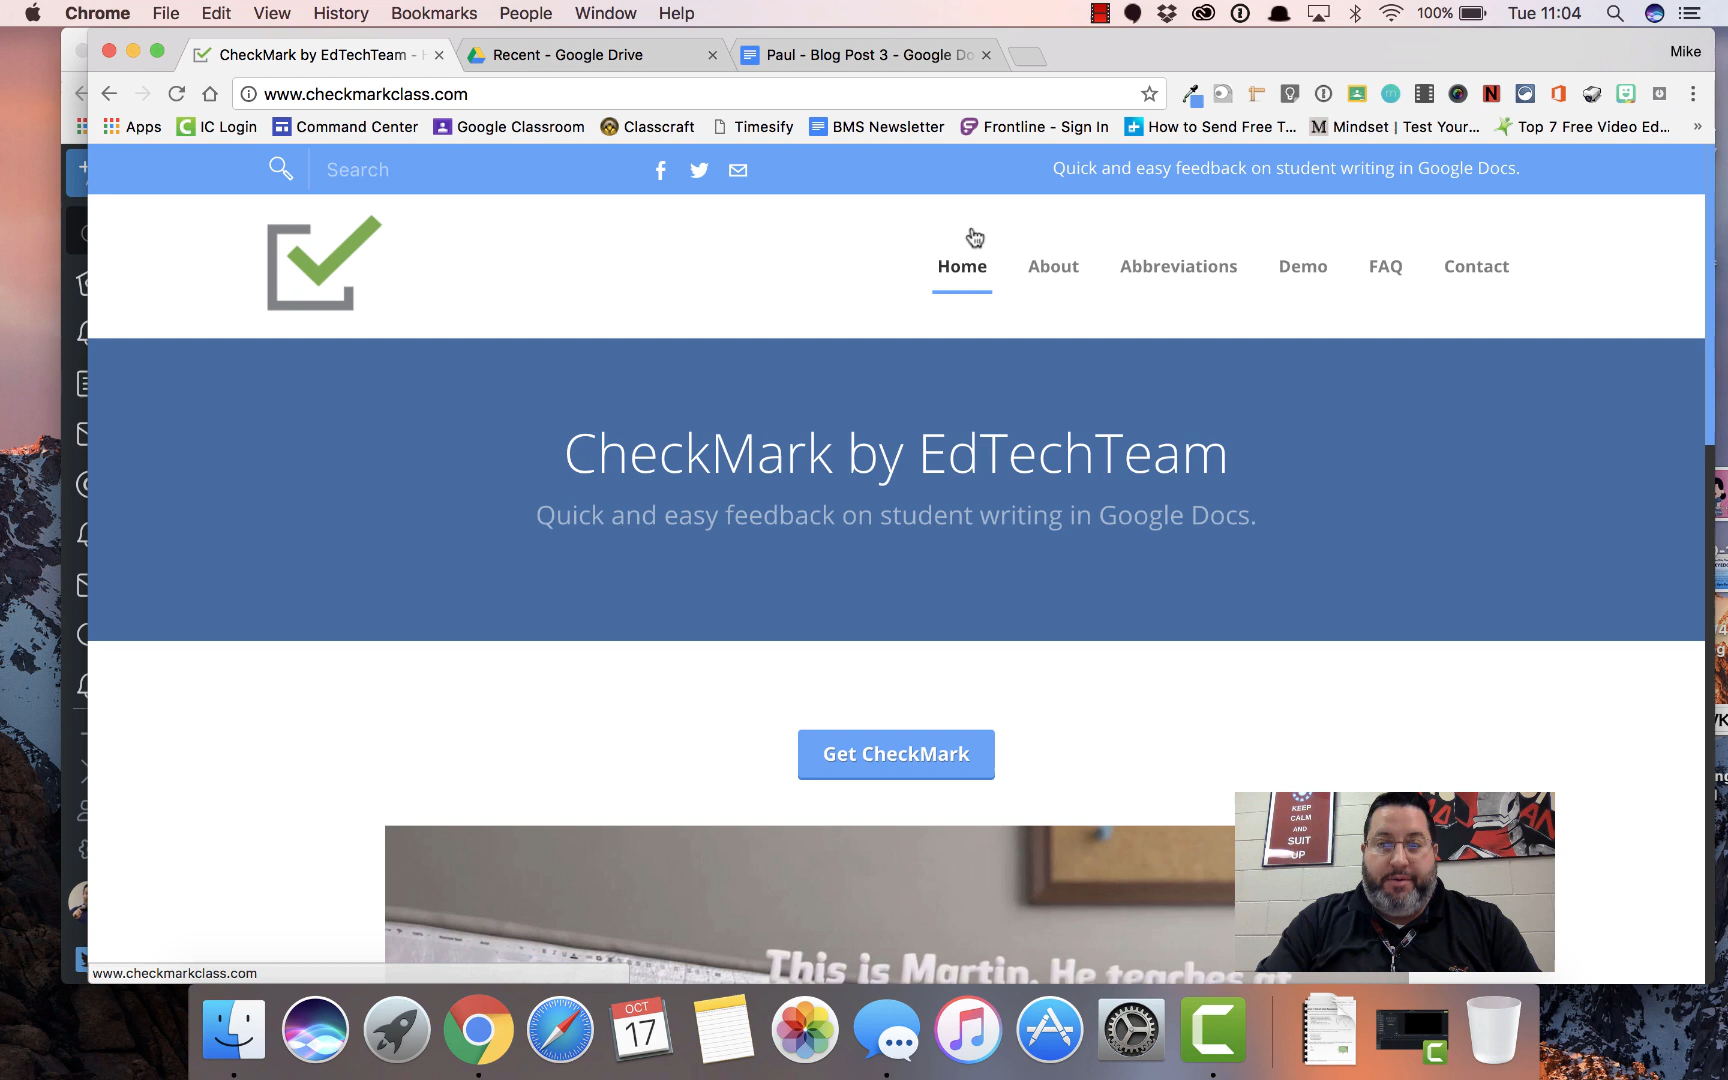 Chrome File Edit View History Bookmarks People Window Help 100% Tue 11:04
CheckMark by EdTechTeam - Recent - Google Drive Paul - Blog Post 3 - Google Do Mike
www.checkmarkclass.com
Apps IC Login Command Center Google Classroom Classcraft Timesify BMS Newsletter Frontline - Sign In How to Send Free T... Mindset | Test Your... Top 7 Free Video Ed... »
Search Quick and easy feedback on student writing in Google Docs.
Home About Abbreviations Demo FAQ Contact
CheckMark by EdTechTeam
Quick and easy feedback on student writing in Google Docs.
Get CheckMark
KEEP
CALM
AND
SUIT
UP
This is Martin. He teaches at
www.checkmarkclass.com
OCT
17